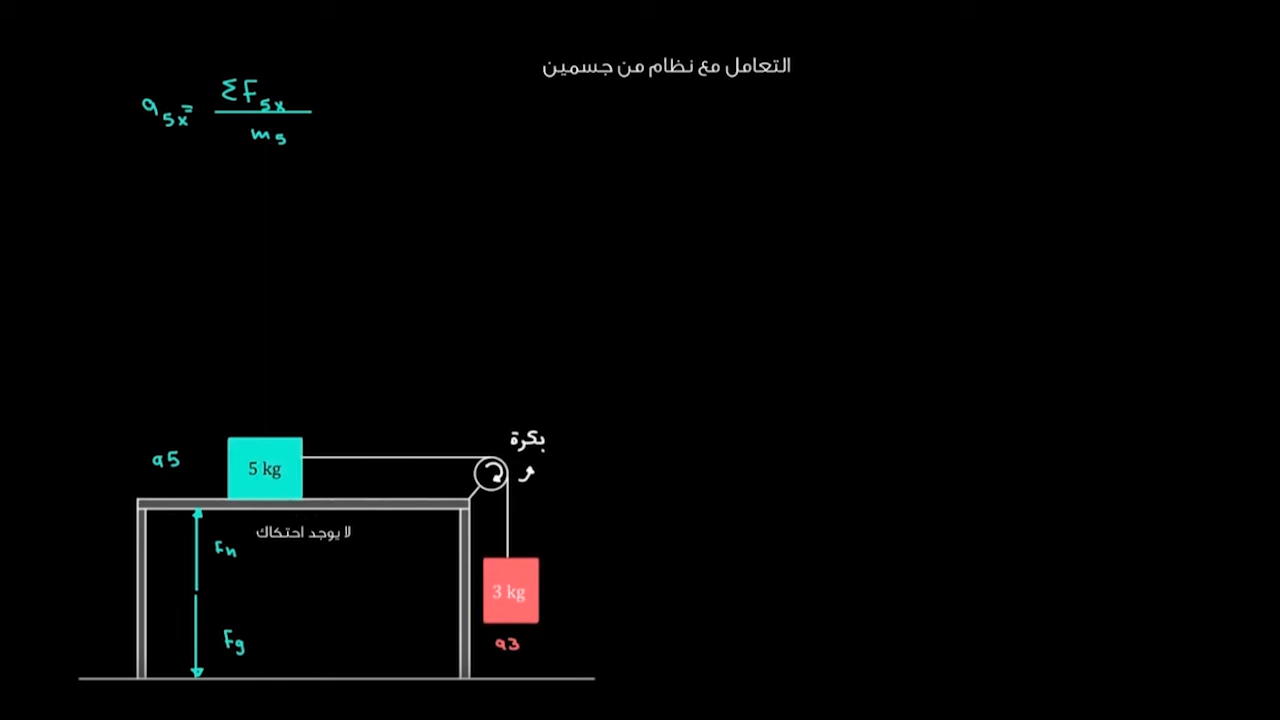 التعامل مع نظام من جسمين
a5x = ΣF5x / m5
بكرة
a5
5 kg
لا يوجد احتكاك
Fn
3 kg
Fg
a3